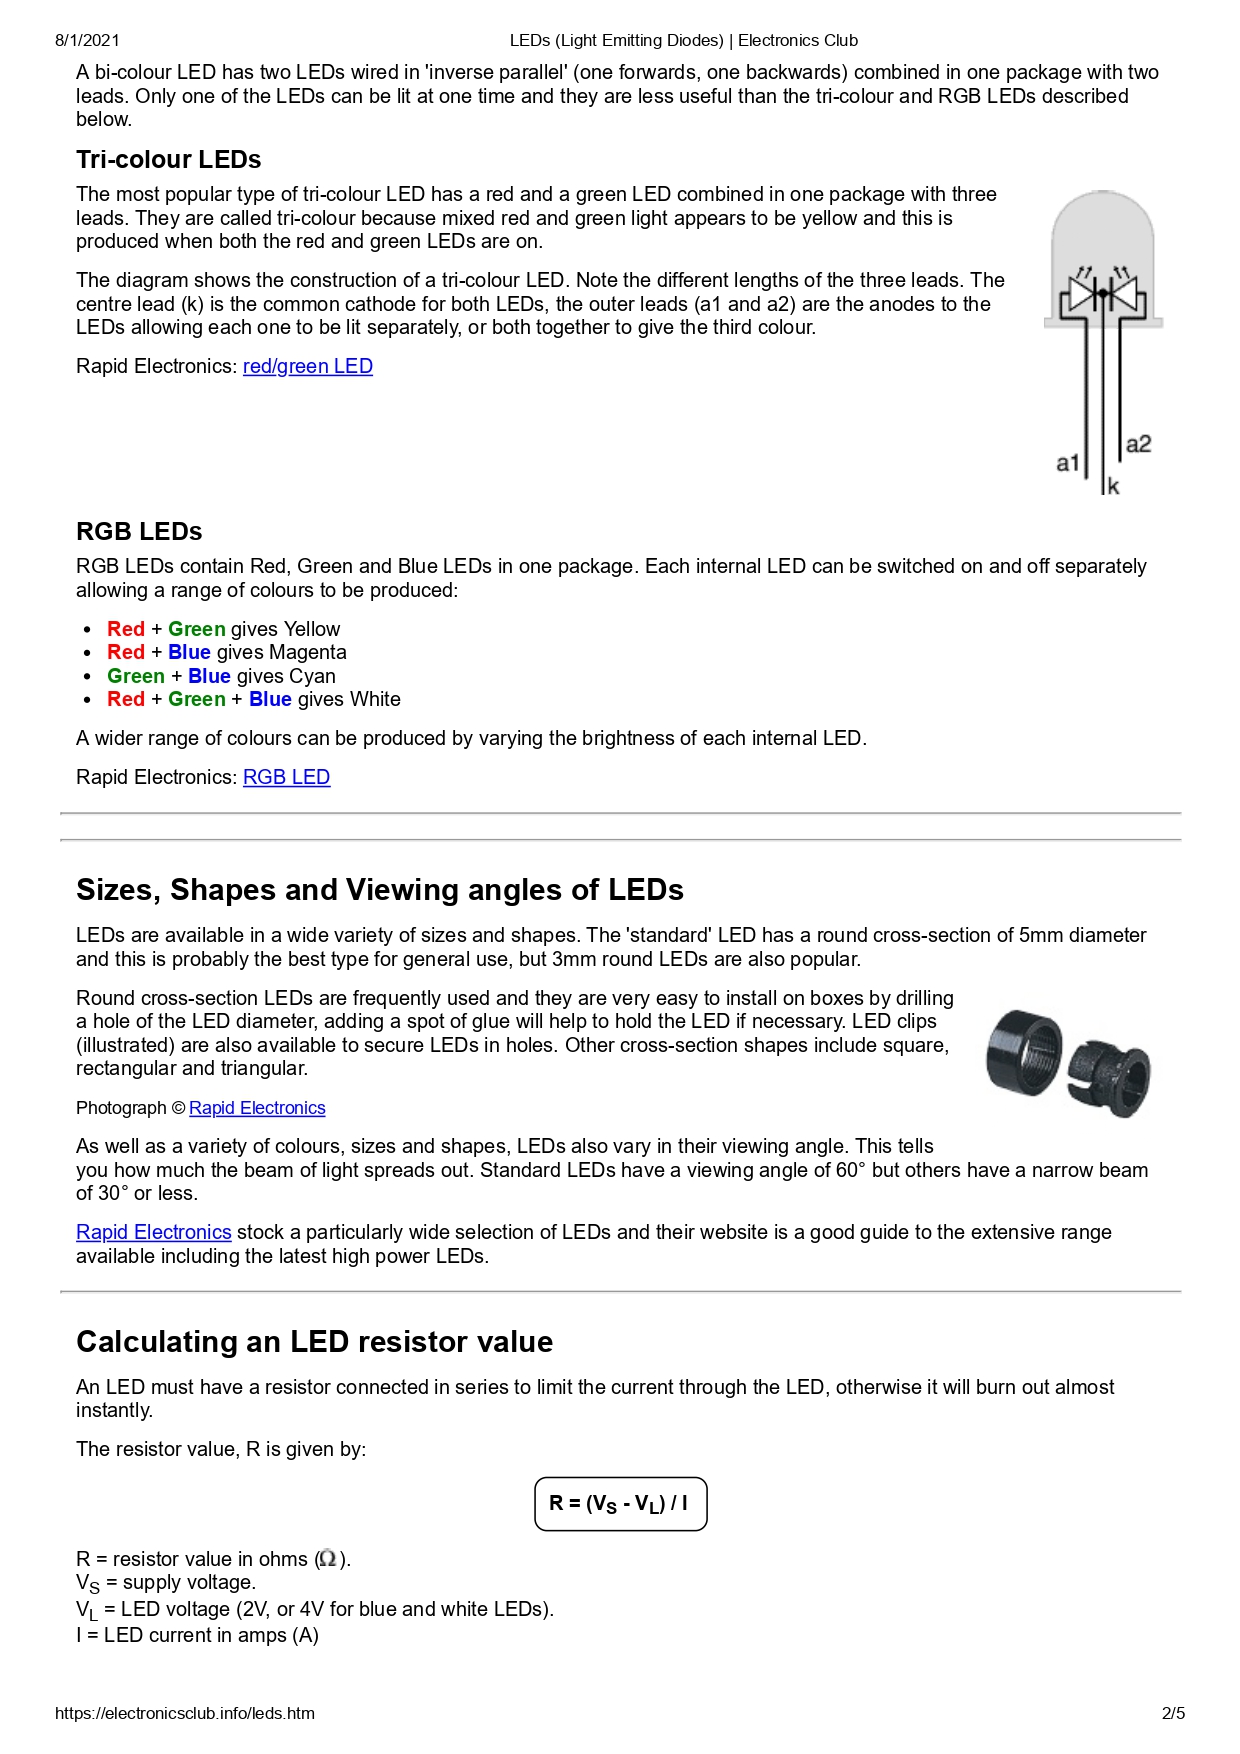 8/1/2021
LEDs (Light Emitting Diodes) | Electronics Club
A bi-colour LED has two LEDs wired in 'inverse parallel' (one forwards, one backwards) combined in one package with two
leads. Only one of the LEDs can be lit at one time and they are less useful than the tri-colour and RGB LEDs described
below.
Tri-colour LEDs
The most popular type of tri-colour LED has a red and a green LED combined in one package with three
leads. They are called tri-colour because mixed red and green light appears to be yellow and this is
produced when both the red and green LEDs are on.
The diagram shows the construction of a tri-colour LED. Note the different lengths of the three leads. The
centre lead (k) is the common cathode for both LEDs, the outer leads (a1 and a2) are the anodes to the
LEDs allowing each one to be lit separately, or both together to give the third colour.
Rapid Electronics: red/green LED
a2
a1
k
RGB LEDs
RGB LEDs contain Red, Green and Blue LEDs in one package. Each internal LED can be switched on and off separately
allowing a range of colours to be produced:
• Red + Green gives Yellow
• Red + Blue gives Magenta
• Green + Blue gives Cyan
• Red + Green + Blue gives White
A wider range of colours can be produced by varying the brightness of each internal LED.
Rapid Electronics: RGB LED
Sizes, Shapes and Viewing angles of LEDs
LEDs are available in a wide variety of sizes and shapes. The 'standard' LED has a round cross-section of 5mm diameter
and this is probably the best type for general use, but 3mm round LEDs are also popular.
Round cross-section LEDs are frequently used and they are very easy to install on boxes by drilling
a hole of the LED diameter, adding a spot of glue will help to hold the LED if necessary. LED clips
(illustrated) are also available to secure LEDs in holes. Other cross-section shapes include square,
rectangular and triangular.
Photograph © Rapid Electronics
As well as a variety of colours, sizes and shapes, LEDs also vary in their viewing angle. This tells
you how much the beam of light spreads out. Standard LEDs have a viewing angle of 60° but others have a narrow beam
of 30° or less.
Rapid Electronics stock a particularly wide selection of LEDs and their website is a good guide to the extensive range
available including the latest high power LEDs.
Calculating an LED resistor value
An LED must have a resistor connected in series to limit the current through the LED, otherwise it will burn out almost
instantly.
The resistor value, R is given by:
R = (VS - VL) / I
R = resistor value in ohms (Ω).
VS = supply voltage.
VL = LED voltage (2V, or 4V for blue and white LEDs).
I = LED current in amps (A)
https://electronicsclub.info/leds.htm
2/5